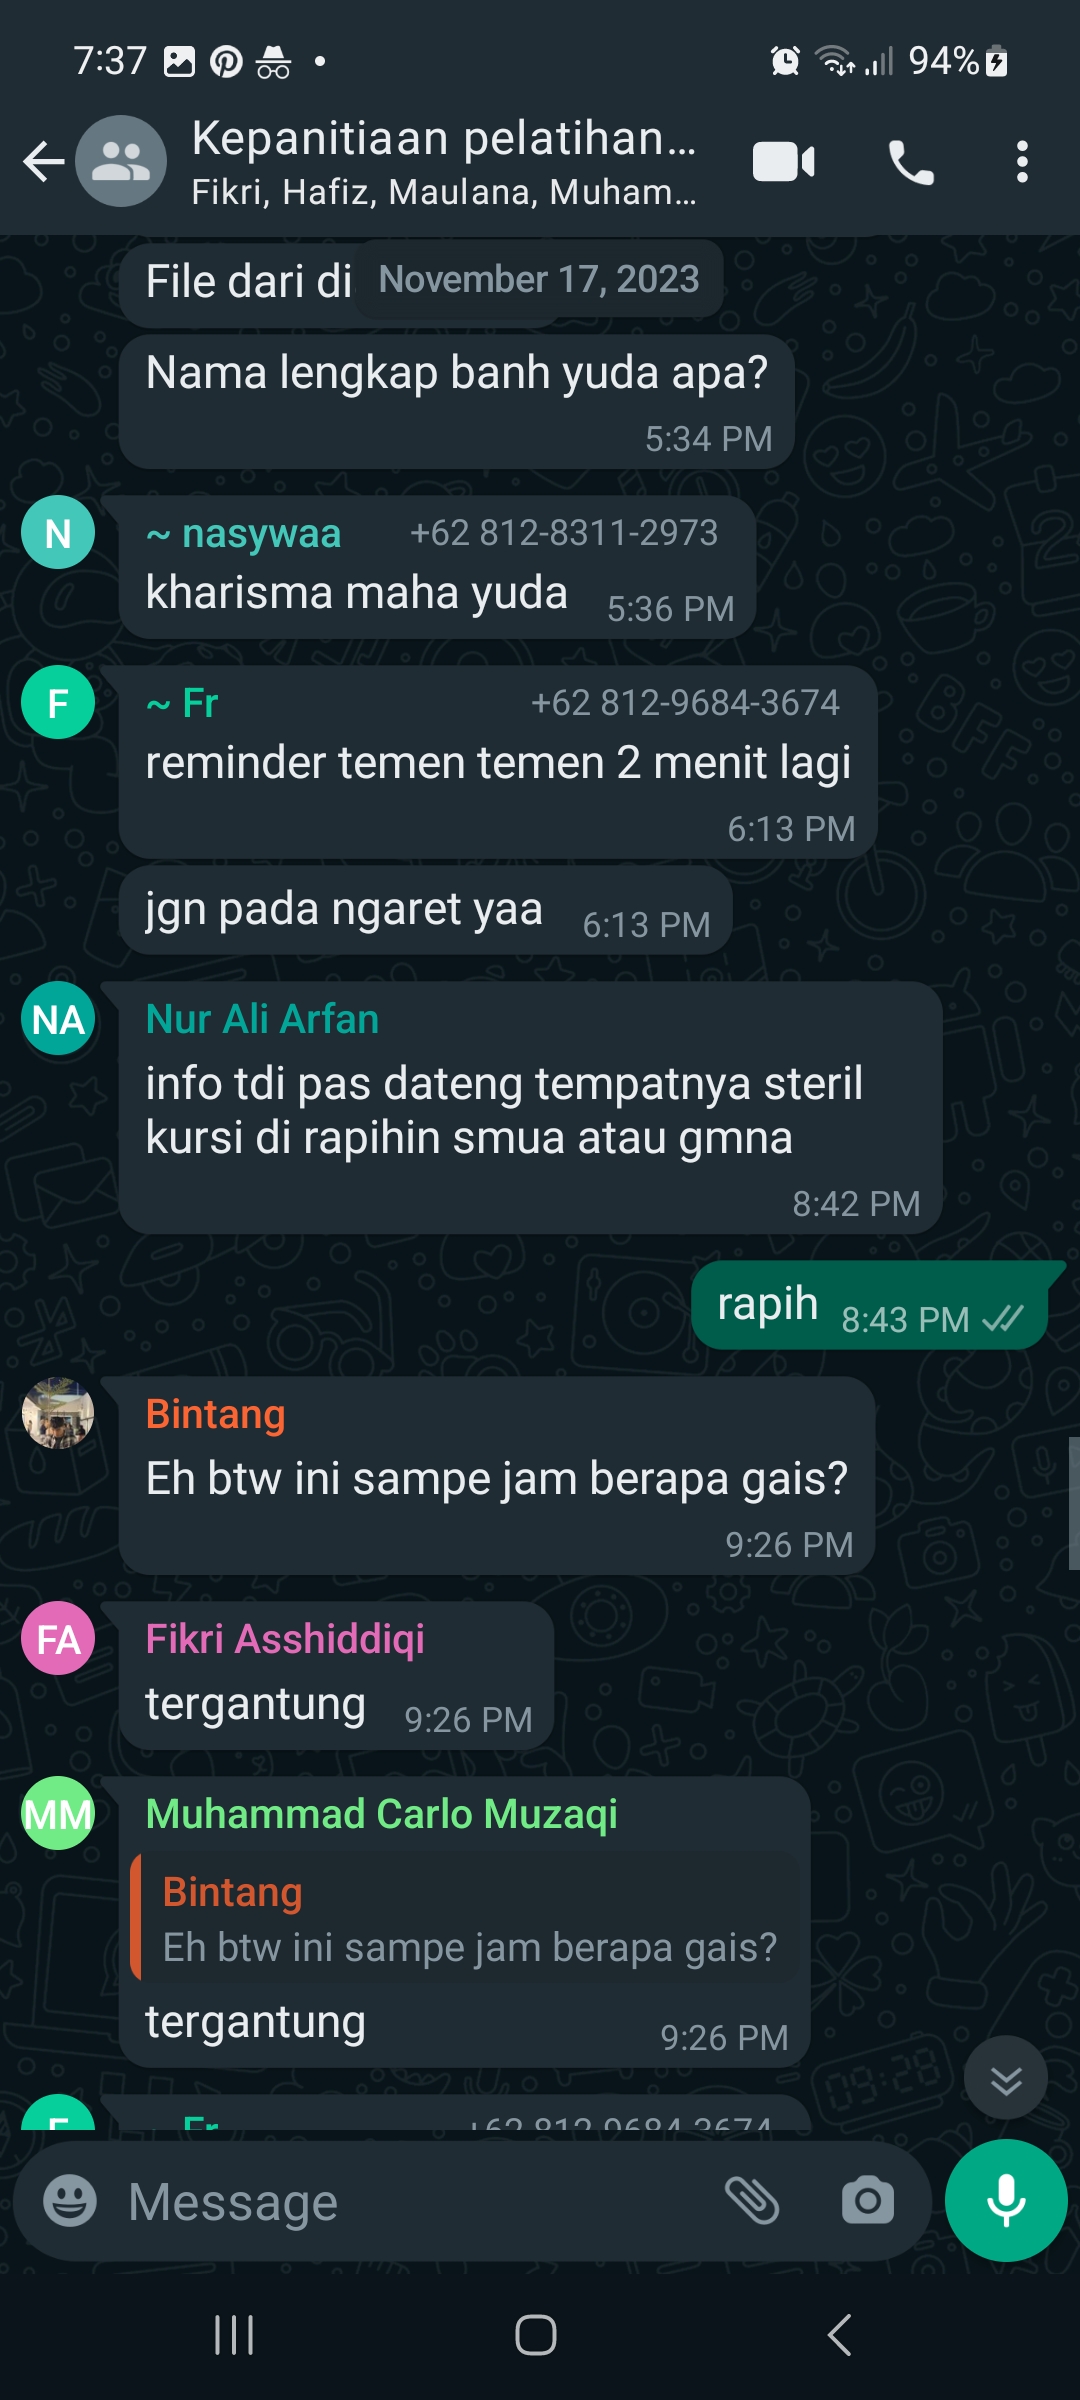 7:37
94%
Kepanitiaan pelatihan...
Fikri, Hafiz, Maulana, Muham...
File dari di
November 17, 2023
Nama lengkap banh yuda apa?
5:34 PM
N
~ nasywaa +62 812-8311-2973
kharisma maha yuda 5:36 PM
F
~ Fr +62 812-9684-3674
reminder temen temen 2 menit lagi
6:13 PM
jgn pada ngaret yaa 6:13 PM
NA
Nur Ali Arfan
info tdi pas dateng tempatnya steril
kursi di rapihin smua atau gmna
8:42 PM
rapih 8:43 PM
Bintang
Eh btw ini sampe jam berapa gais?
9:26 PM
FA
Fikri Asshiddiqi
tergantung 9:26 PM
MM
Muhammad Carlo Muzaqi
Bintang
Eh btw ini sampe jam berapa gais?
tergantung 9:26 PM
F
~ Fr +62 812-9684-3674
Message